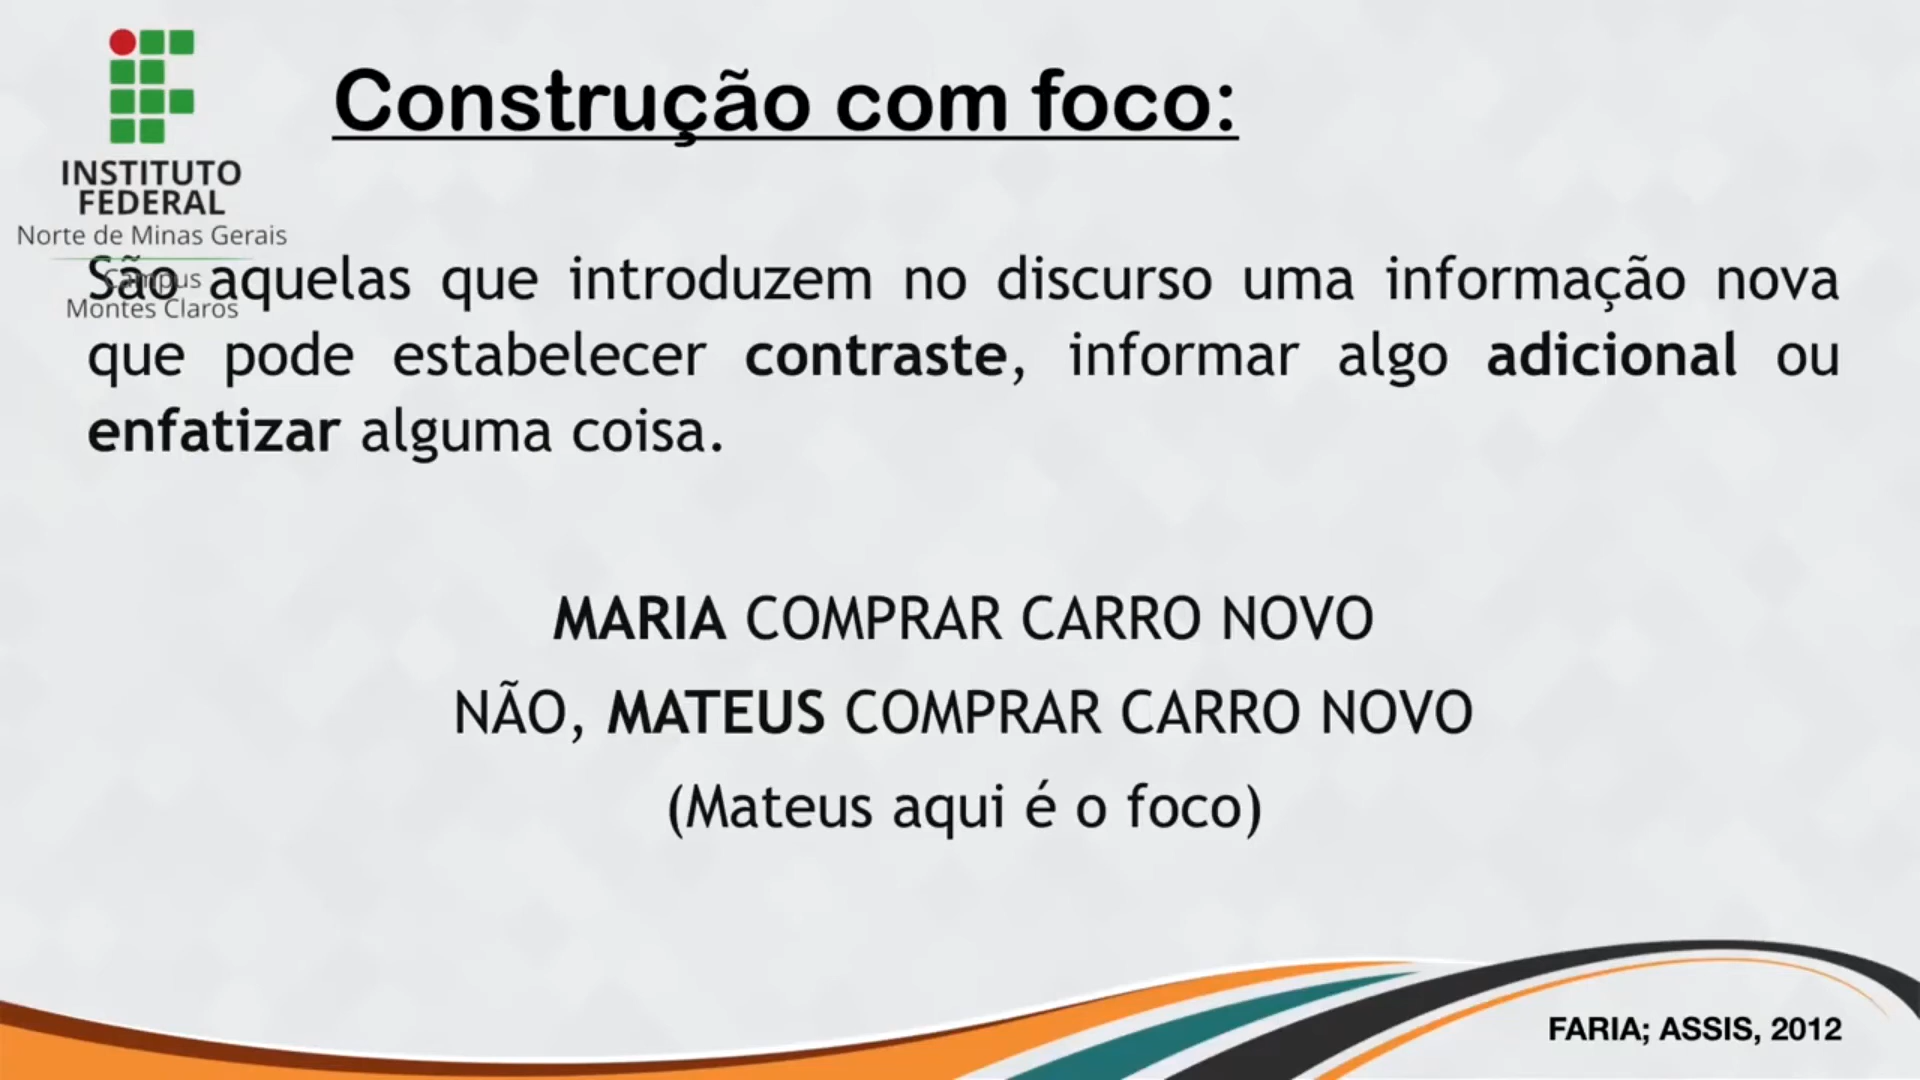 Construção com foco:
INSTITUTO
FEDERAL
Norte de Minas Gerais
Campus
Montes Claros
São aquelas que introduzem no discurso uma informação nova
que pode estabelecer contraste, informar algo adicional ou
enfatizar alguma coisa.
MARIA COMPRAR CARRO NOVO
NÃO, MATEUS COMPRAR CARRO NOVO
(Mateus aqui é o foco)
FARIA; ASSIS, 2012